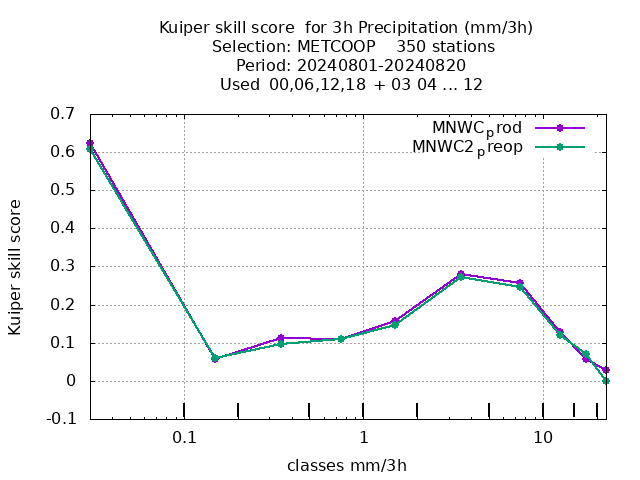 Kuiper skill score  for 3h Precipitation (mm/3h)
Selection: METCOOP    350 stations
Period: 20240801-20240820
Used  00,06,12,18  + 03 04 ... 12
MNWCprod
MNWC2preop
0.7
0.6
0.5
0.4
0.3
0.2
0.1
0
-0.1
Kuiper skill score
0.1 1 10
classes mm/3h